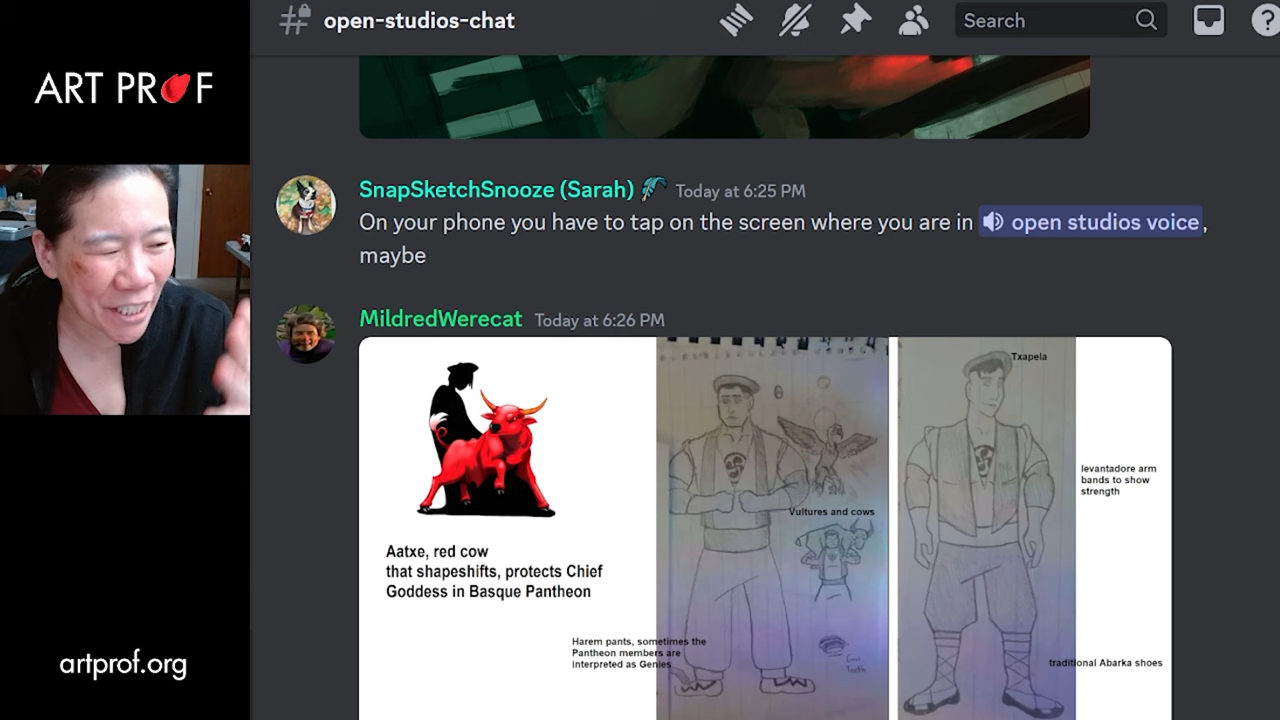 open-studios-chat
Search
ART PROF
SnapSketchSnooze (Sarah) Today at 6:25 PM
On your phone you have to tap on the screen where you are in open studios voice,
maybe
MildredWerecat Today at 6:26 PM
Txapela
levantadore arm
bands to show
strength
Vultures and cows
Aatxe, red cow
that shapeshifts, protects Chief
Goddess in Basque Pantheon
Harem pants, sometimes the
Pantheon members are
interpreted as Genies
Teeth
traditional Abarka shoes
artprof.org